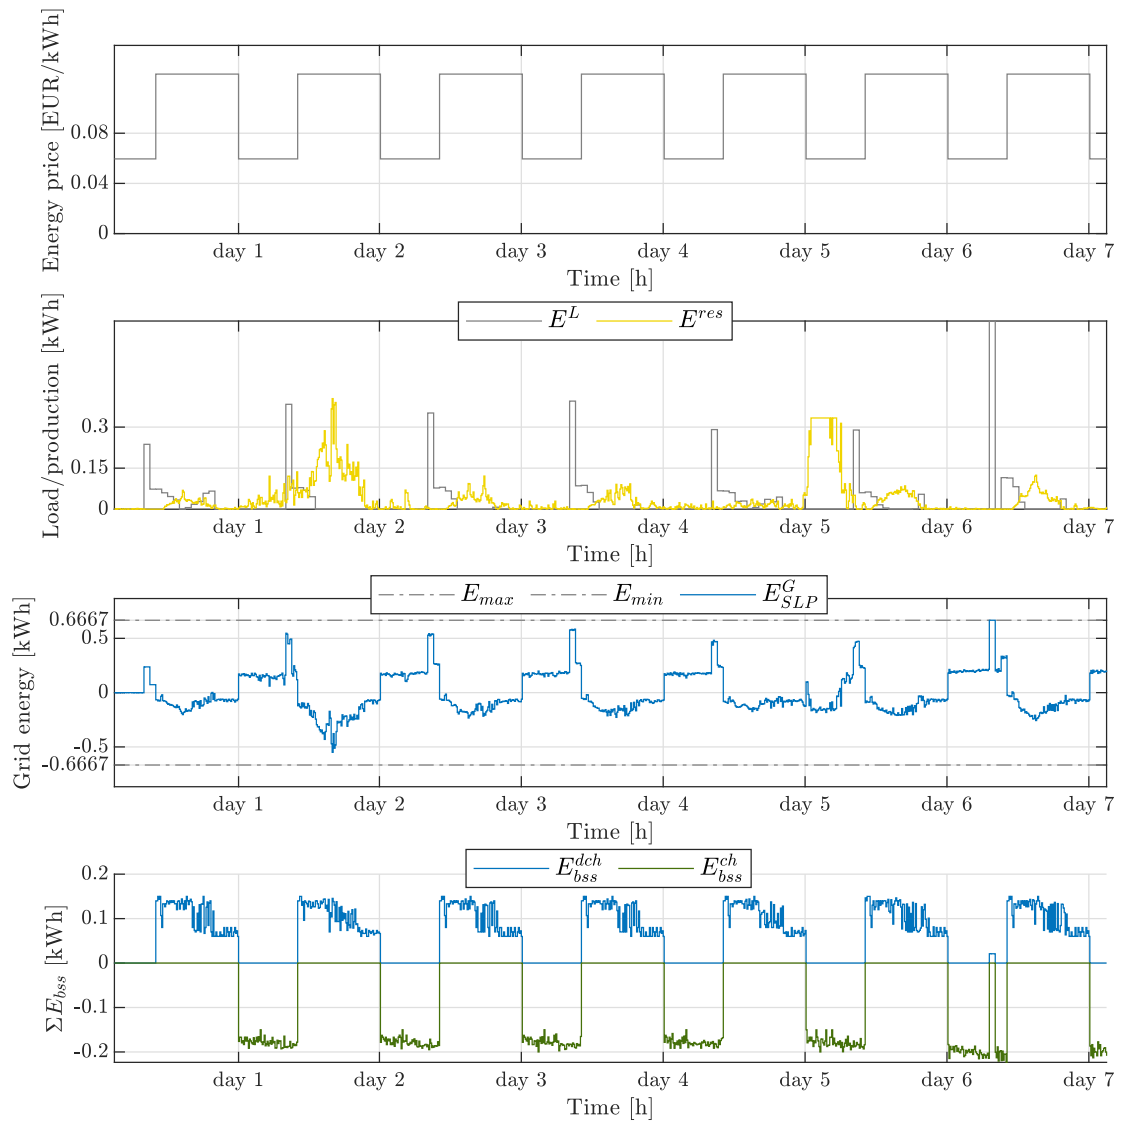 Energy price [EUR/kWh]
0.08
0.04
0
day 1 day 2 day 3 day 4 day 5 day 6 day 7
Time [h]
Load/production [kWh]
E^L E^res
0.3
0.15
0
day 1 day 2 day 3 day 4 day 5 day 6 day 7
Time [h]
Grid energy [kWh]
E_max E_min E^G_SLP
0.6667
0.5
0
-0.5
-0.6667
day 1 day 2 day 3 day 4 day 5 day 6 day 7
Time [h]
ΣE_bss [kWh]
E^dch_bss E^ch_bss
0.2
0.1
0
-0.1
-0.2
day 1 day 2 day 3 day 4 day 5 day 6 day 7
Time [h]